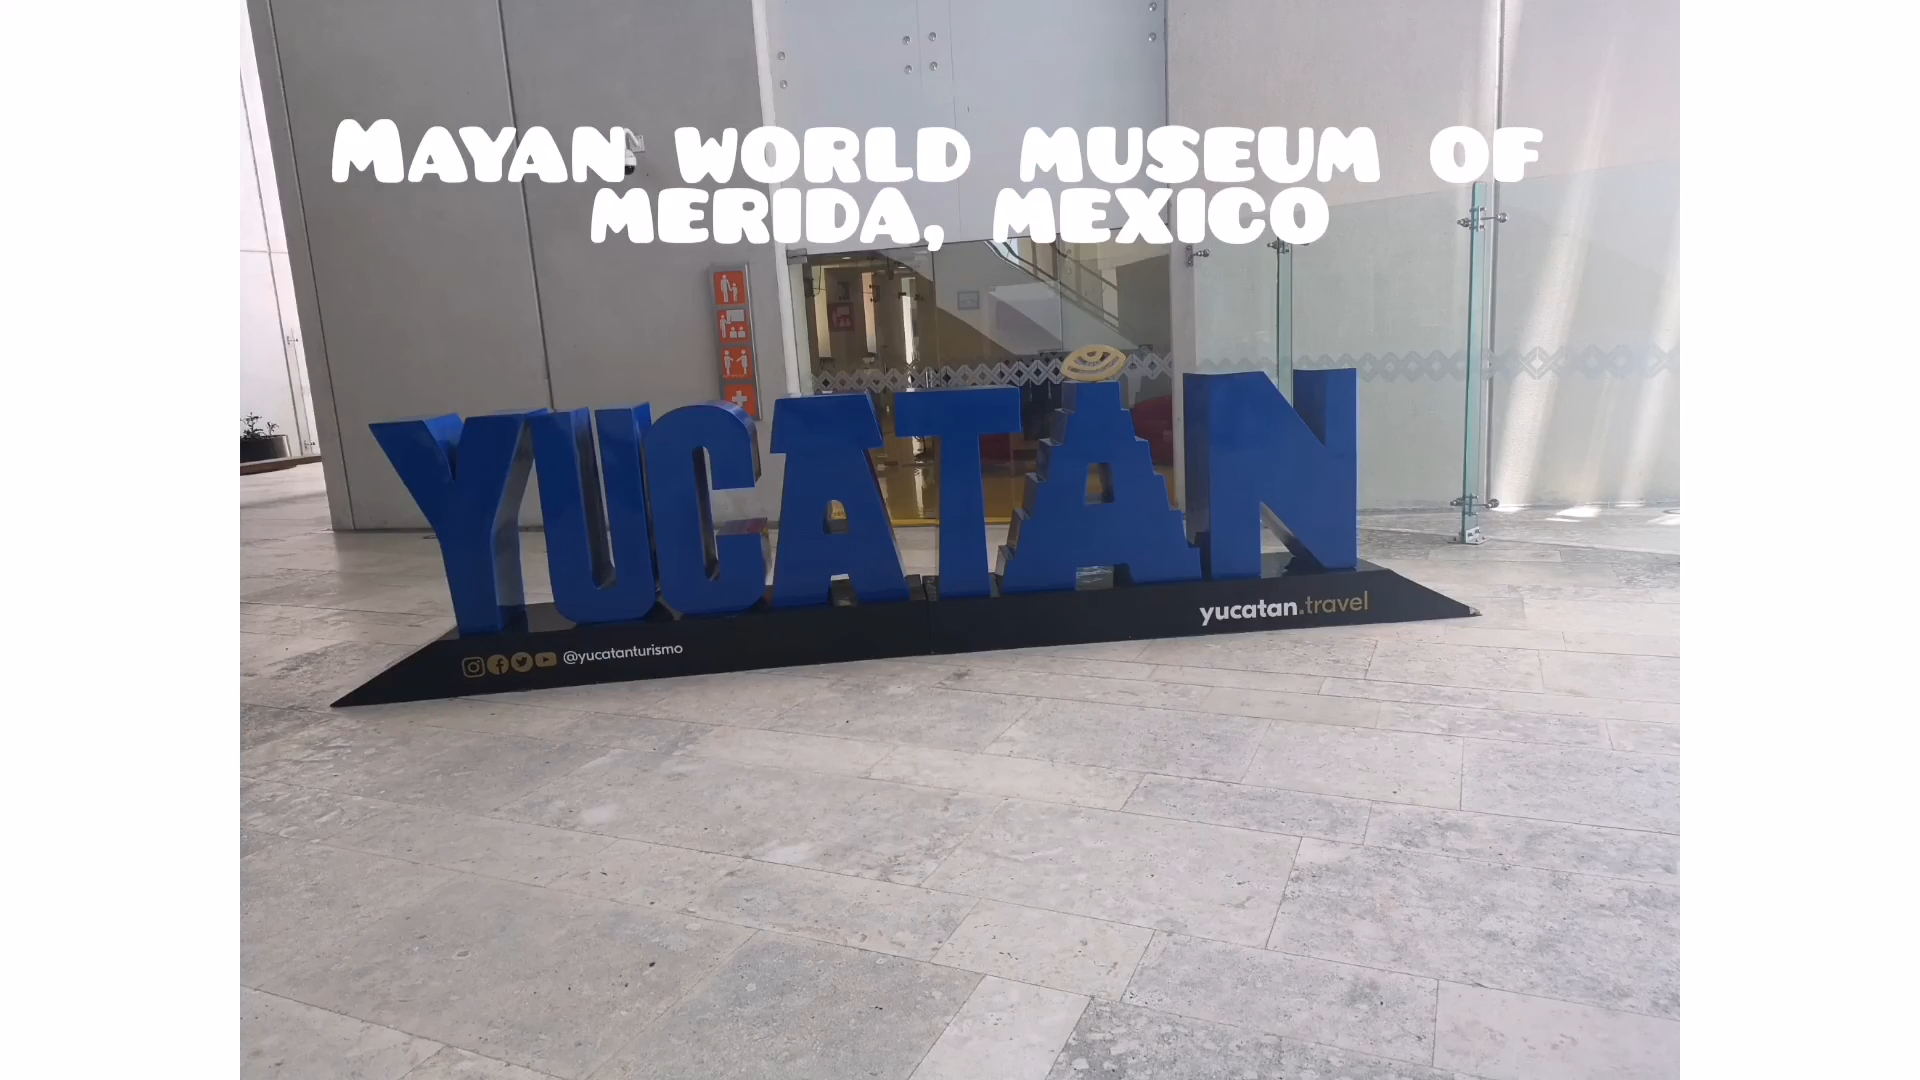 MAYAN WORLD MUSEUM OF
MERIDA, MEXICO
YUCATAN
@yucatanturismo
yucatan.travel